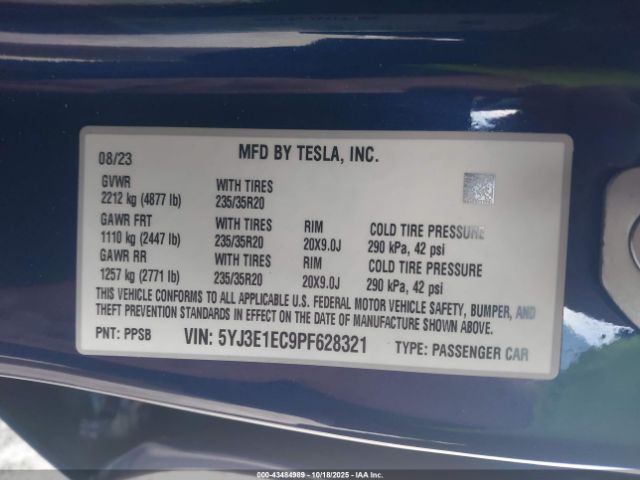 08/23 MFD BY TESLA, INC.
GVWR WITH TIRES
2212 kg (4877 lb) 235/35R20
GAWR FRT WITH TIRES RIM COLD TIRE PRESSURE
1110 kg (2447 lb) 235/35R20 20X9.0J 290 kPa, 42 psi
GAWR RR WITH TIRES RIM COLD TIRE PRESSURE
1257 kg (2771 lb) 235/35R20 20X9.0J 290 kPa, 42 psi
THIS VEHICLE CONFORMS TO ALL APPLICABLE U.S. FEDERAL MOTOR VEHICLE SAFETY, BUMPER, AND
THEFT PREVENTION STANDARDS IN EFFECT ON THE DATE OF MANUFACTURE SHOWN ABOVE.
PNT: PPSB VIN: 5YJ3E1EC9PF628321 TYPE: PASSENGER CAR
000-43484989 - 10/18/2025 - IAA Inc.